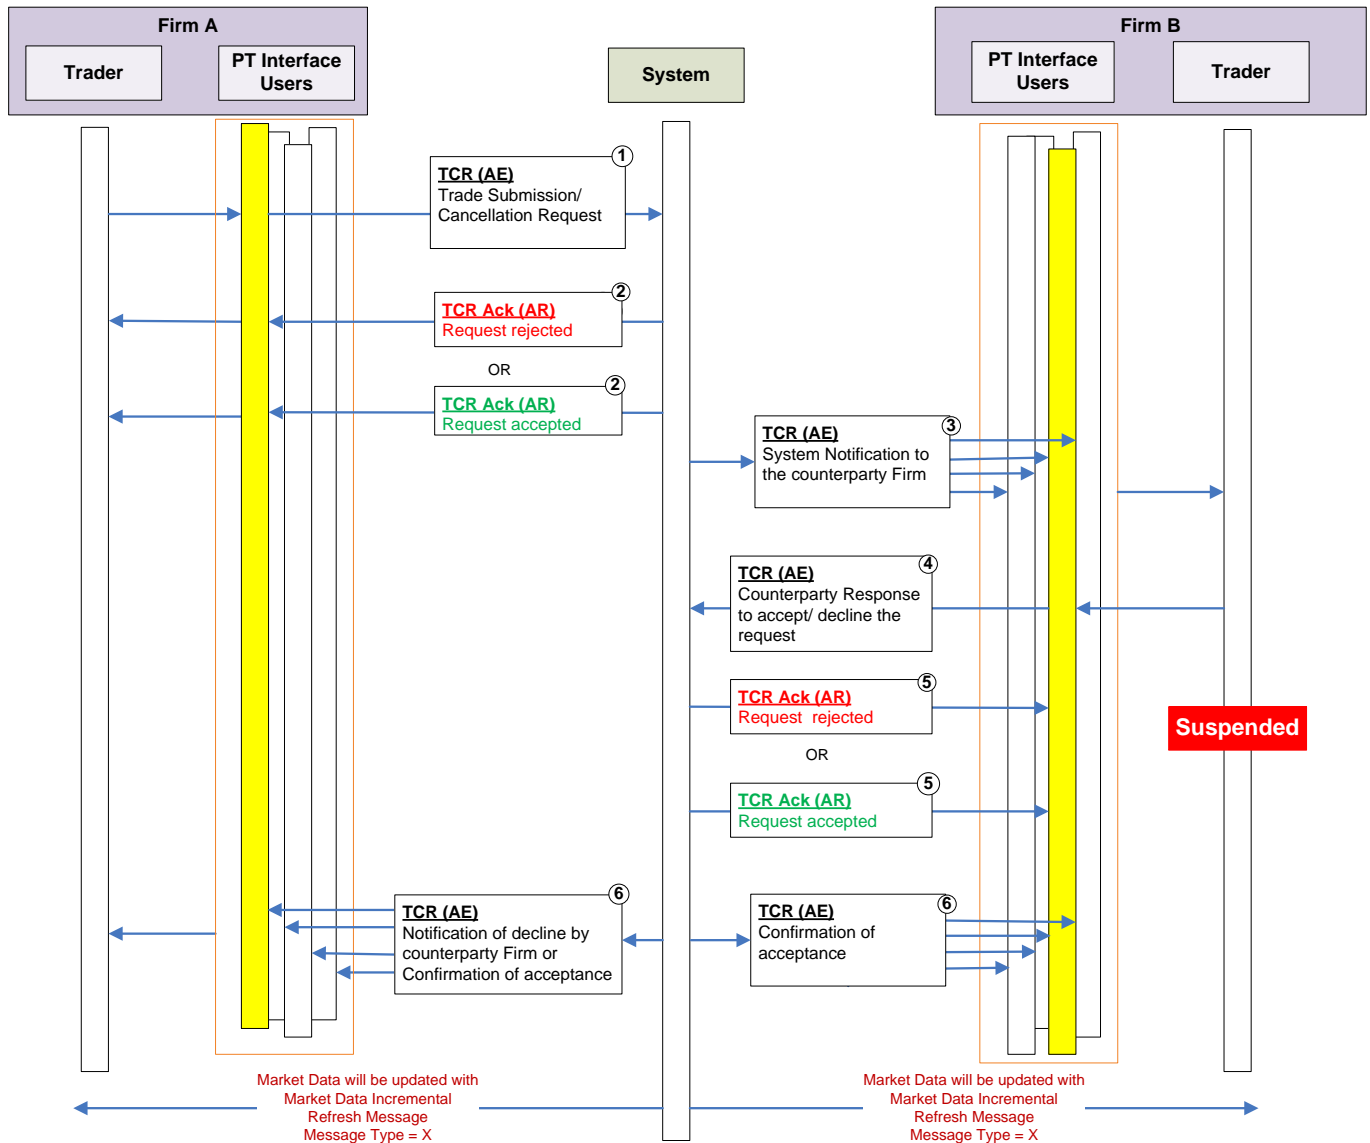 Firm A
Firm B
Trader
PT Interface
Users
System
PT Interface
Users
Trader
1
TCR (AE)
Trade Submission/
Cancellation Request
2
TCR Ack (AR)
Request rejected
OR
2
TCR Ack (AR)
Request accepted
3
TCR (AE)
System Notification to
the counterparty Firm
4
TCR (AE)
Counterparty Response
to accept/ decline the
request
5
TCR Ack (AR)
Request  rejected
Suspended
OR
5
TCR Ack (AR)
Request accepted
6
TCR (AE)
Notification of decline by
counterparty Firm or
Confirmation of acceptance
6
TCR (AE)
Confirmation of
acceptance
Market Data will be updated with
Market Data Incremental
Refresh Message
Message Type = X
Market Data will be updated with
Market Data Incremental
Refresh Message
Message Type = X